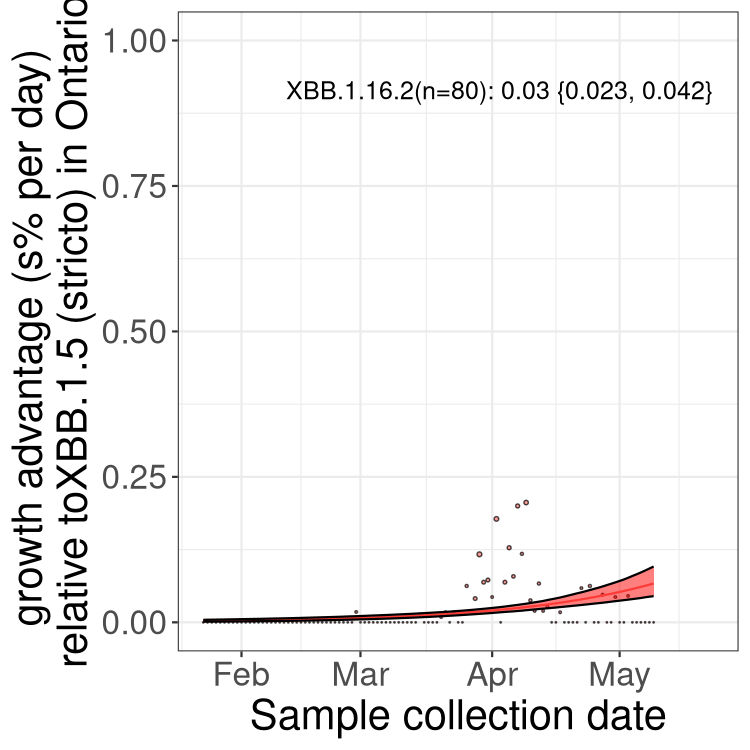 growth advantage (s% per day)
relative toXBB.1.5 (stricto) in Ontario
1.00
0.75
0.50
0.25
0.00
XBB.1.16.2(n=80): 0.03 {0.023, 0.042}
Feb Mar Apr May
Sample collection date